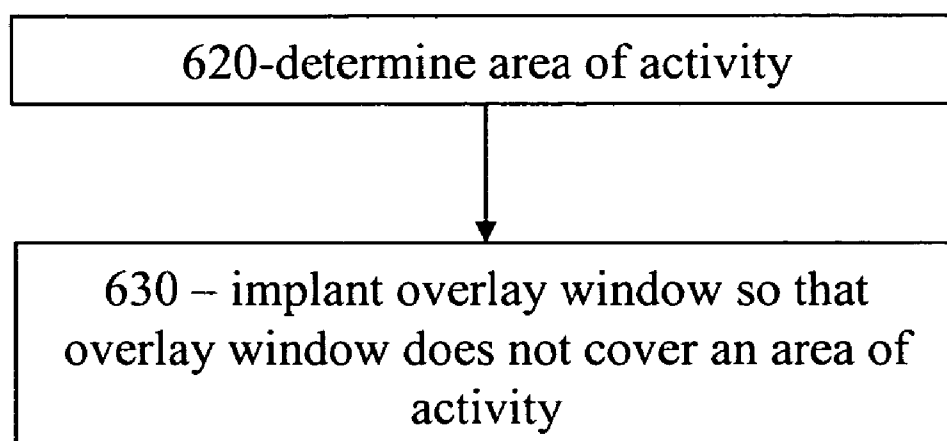 620-determine area of activity
630 – implant overlay window so that
overlay window does not cover an area of
activity